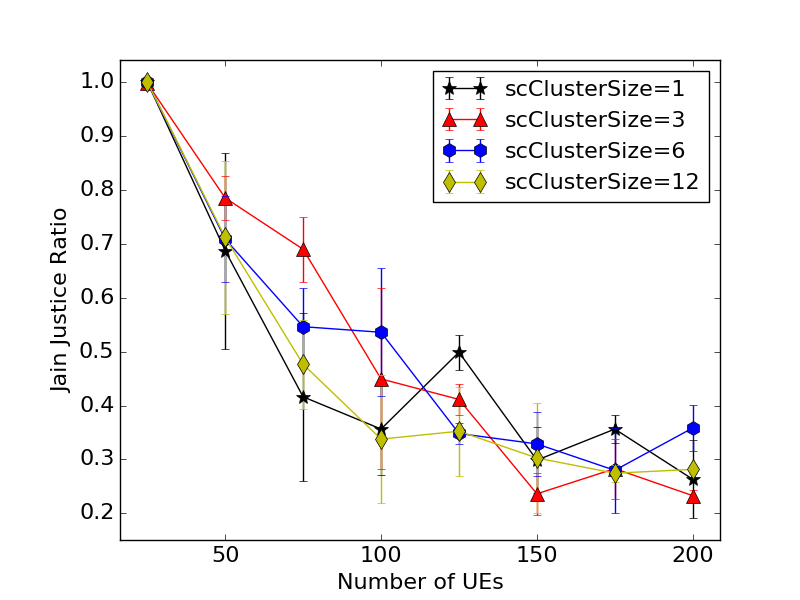 1.0
0.9
0.8
0.7
0.6
0.5
0.4
0.3
0.2
Jain Justice Ratio
scClusterSize=1
scClusterSize=3
scClusterSize=6
scClusterSize=12
50
100
150
200
Number of UEs